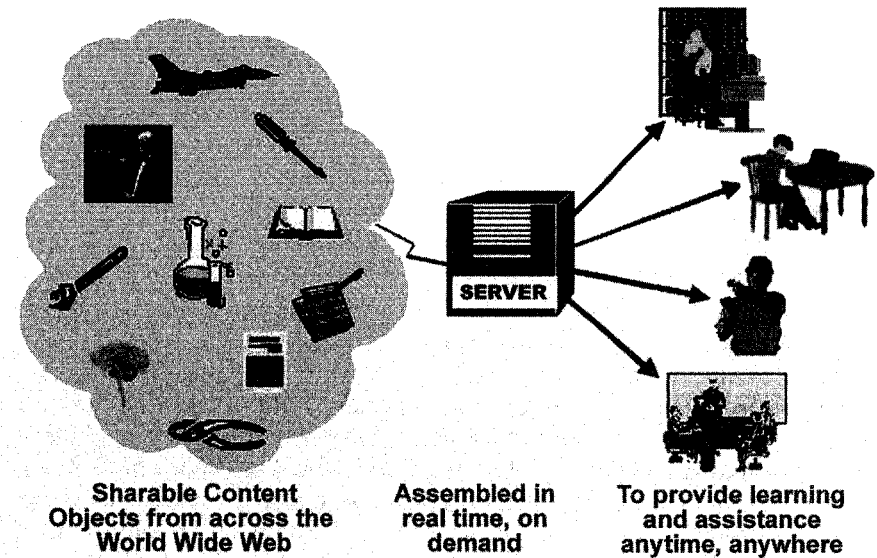 SERVER
Sharable Content
Objects from across the
World Wide Web
Assembled in
real time, on
demand
To provide learning
and assistance
anytime, anywhere